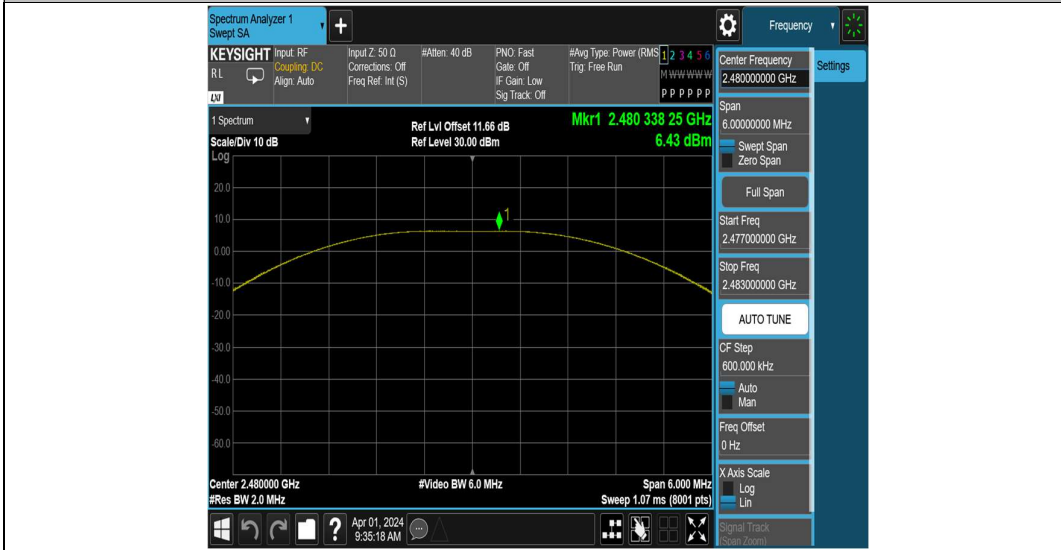 Spectrum Analyzer 1
Swept SA
+
Frequency
KEYSIGHT
RL
LXI
Input: RF
Coupling: DC
Align: Auto
Input Z: 50 Ω
Corrections: Off
Freq Ref: Int (S)
#Atten: 40 dB
PNO: Fast
Gate: Off
IF Gain: Low
Sig Track: Off
#Avg Type: Power (RMS
Trig: Free Run
1 2 3 4 5 6
M W W W W W
P P P P P P
Center Frequency
2.480000000 GHz
Settings
Span
6.00000000 MHz
Swept Span
Zero Span
Full Span
Start Freq
2.477000000 GHz
Stop Freq
2.483000000 GHz
AUTO TUNE
CF Step
600.000 kHz
Auto
Man
Freq Offset
0 Hz
X Axis Scale
Log
Lin
Signal Track
(Span Zoom)
1 Spectrum
Scale/Div 10 dB
Ref Lvl Offset 11.66 dB
Ref Level 30.00 dBm
Mkr1 2.480 338 25 GHz
6.43 dBm
Log
20.0
10.0
0.00
-10.0
-20.0
-30.0
-40.0
-50.0
-60.0
1
Center 2.480000 GHz
#Res BW 2.0 MHz
#Video BW 6.0 MHz
Span 6.000 MHz
Sweep 1.07 ms (8001 pts)
?
Apr 01, 2024
9:35:18 AM